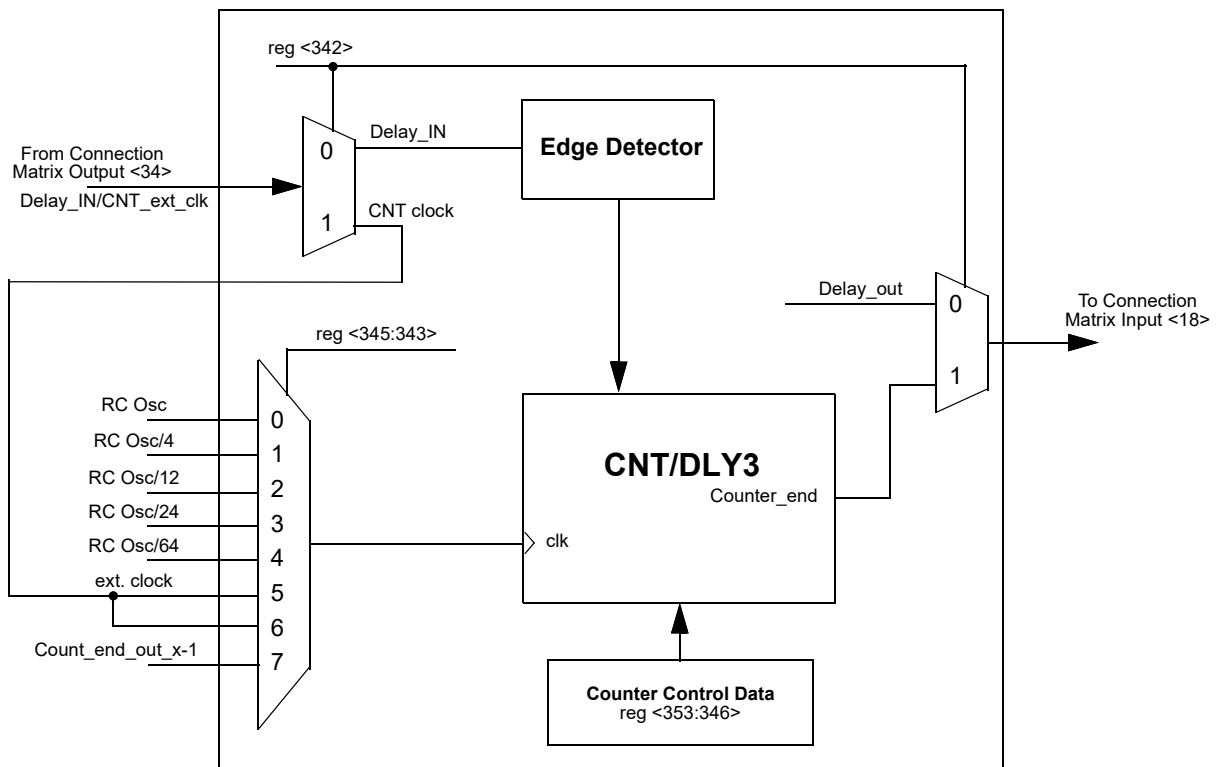 reg <342>
0
Delay_IN
Edge Detector
From Connection
Matrix Output <34>
Delay_IN/CNT_ext_clk
1
CNT clock
Delay_out
0
To Connection
Matrix Input <18>
reg <345:343>
1
RC Osc
0
RC Osc/4
1
RC Osc/12
2
RC Osc/24
3
RC Osc/64
4
ext. clock
5
6
Count_end_out_x-1
7
CNT/DLY3
Counter_end
clk
Counter Control Data
reg <353:346>